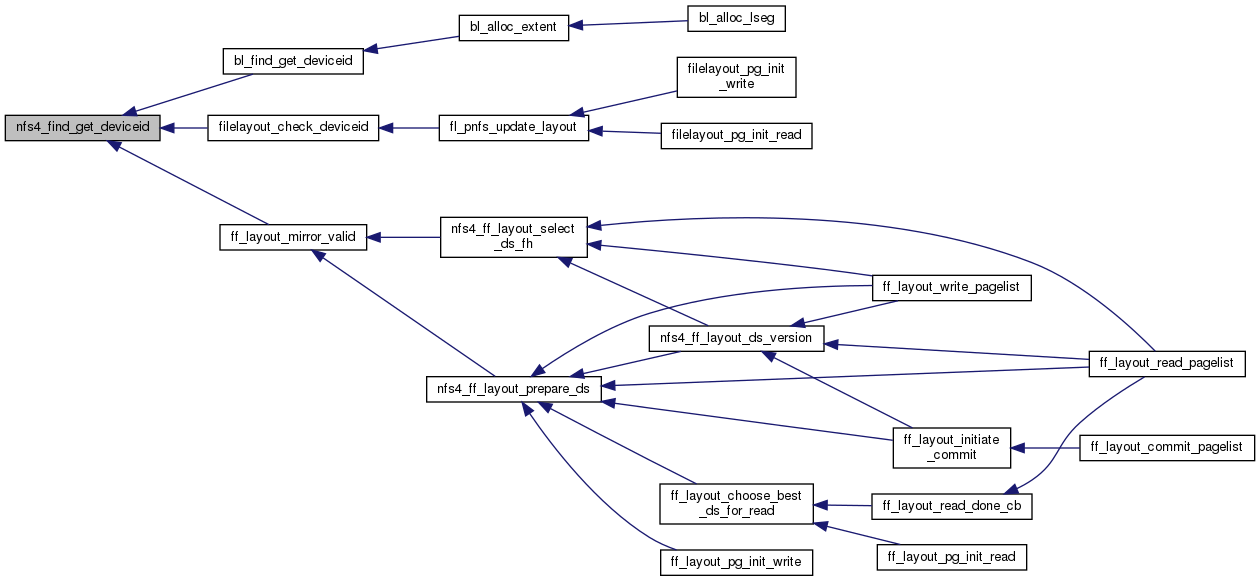 bl_alloc_lseg
bl_alloc_extent
bl_find_get_deviceid
filelayout_pg_init
_write
nfs4_find_get_deviceid
filelayout_check_deviceid
fl_pnfs_update_layout
filelayout_pg_init_read
ff_layout_mirror_valid
nfs4_ff_layout_select
_ds_fh
ff_layout_write_pagelist
nfs4_ff_layout_ds_version
ff_layout_read_pagelist
nfs4_ff_layout_prepare_ds
ff_layout_initiate
_commit
ff_layout_commit_pagelist
ff_layout_choose_best
_ds_for_read
ff_layout_read_done_cb
ff_layout_pg_init_read
ff_layout_pg_init_write